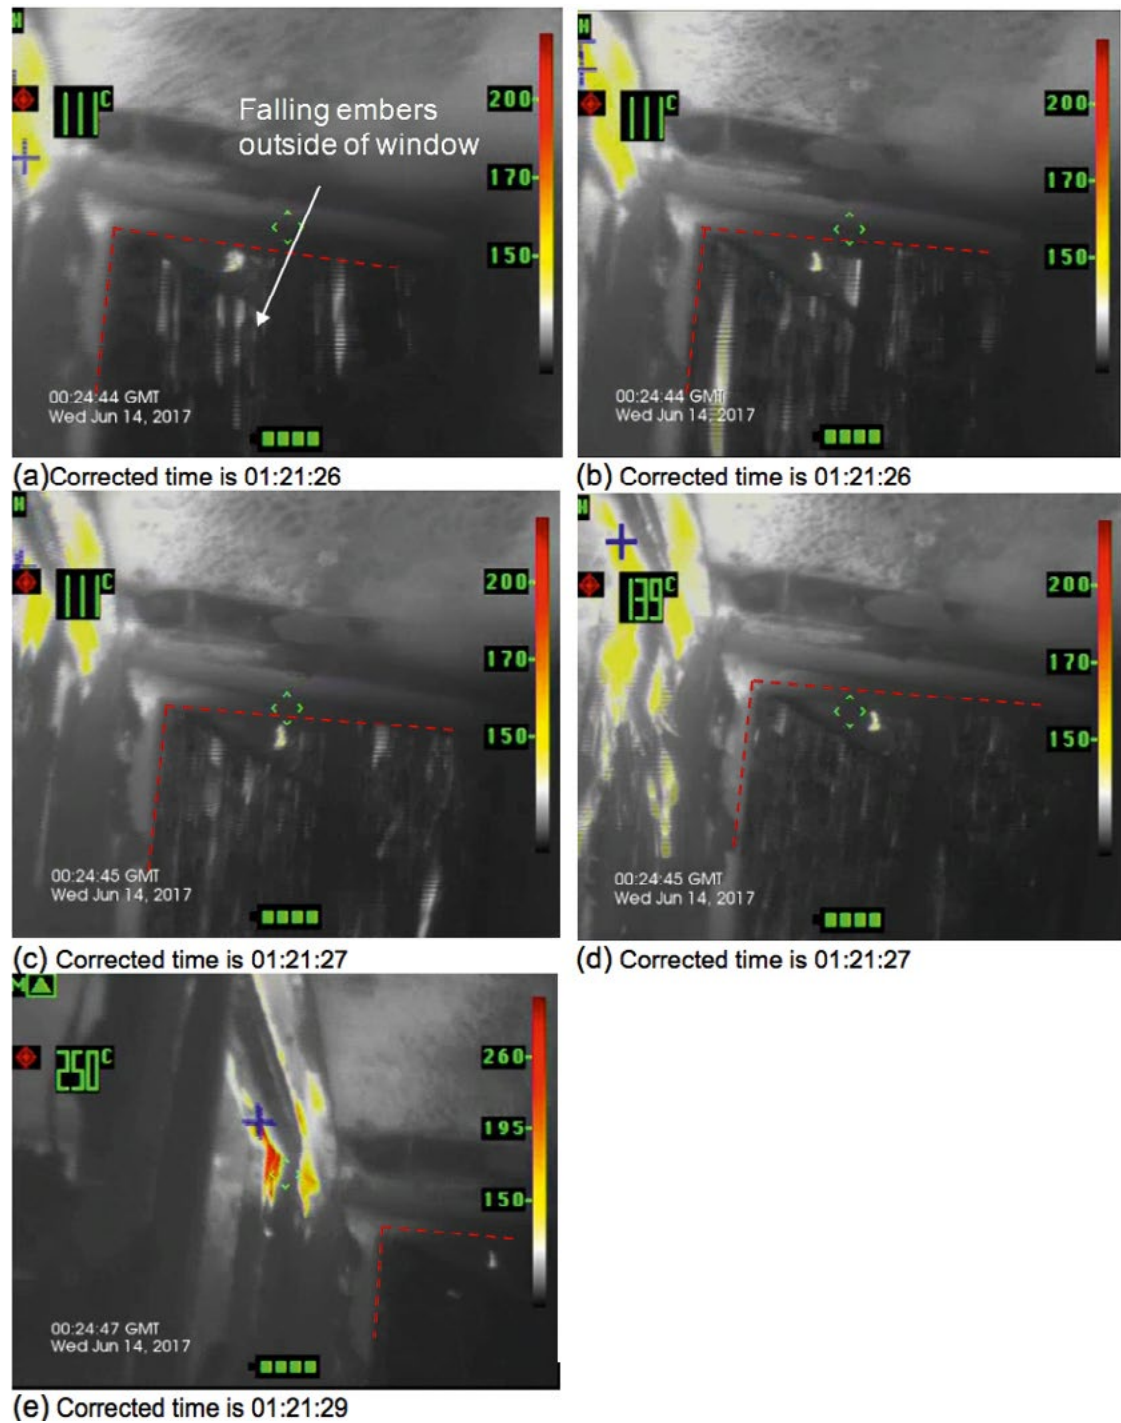 H
111 C
Falling embers
outside of window
200
170
150
00:24:44 GMT
Wed Jun 14, 2017
(a)Corrected time is 01:21:26
H
111 C
200
170
150
00:24:44 GMT
Wed Jun 14, 2017
(b) Corrected time is 01:21:26
H
111 C
200
170
150
00:24:45 GMT
Wed Jun 14, 2017
(c) Corrected time is 01:21:27
H
139 C
200
170
150
00:24:45 GMT
Wed Jun 14, 2017
(d) Corrected time is 01:21:27
M
250 C
260
195
150
00:24:47 GMT
Wed Jun 14, 2017
(e) Corrected time is 01:21:29